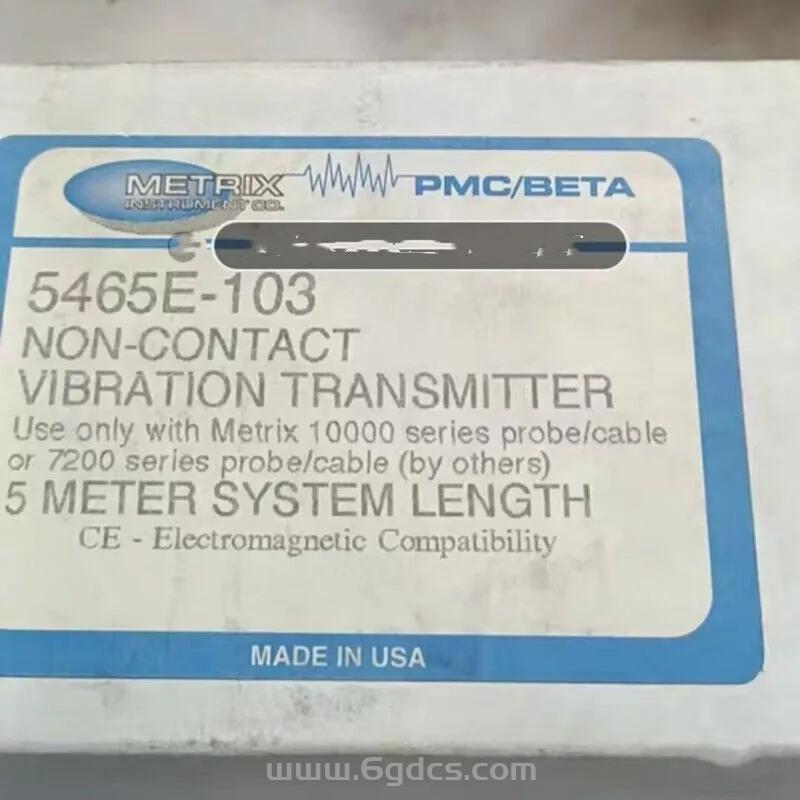 METRIX PMC/BETA
INSTRUMENT CO.
5465E-103
NON-CONTACT
VIBRATION TRANSMITTER
Use only with Metrix 10000 series probe/cable
or 7200 series probe/cable (by others)
5 METER SYSTEM LENGTH
CE - Electromagnetic Compatibility
MADE IN USA
www.6gdcs.com